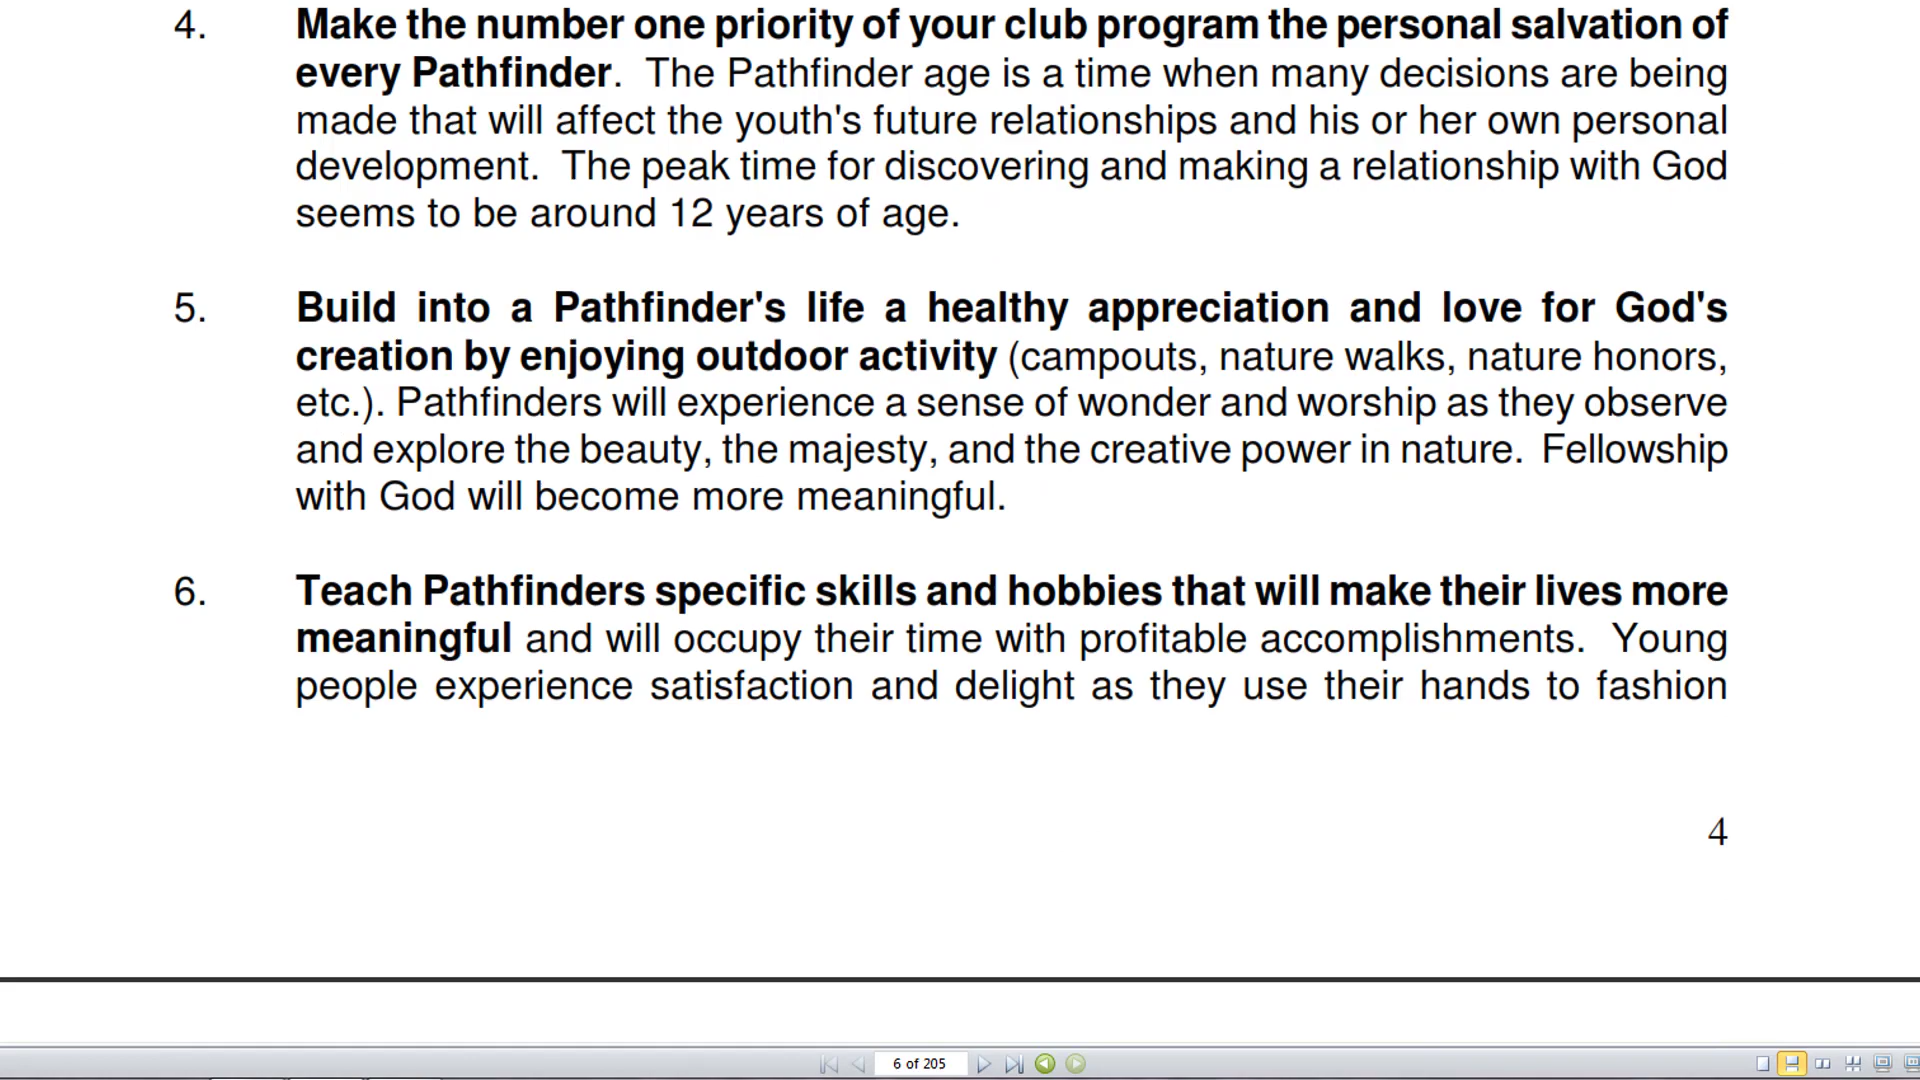 4. Make the number one priority of your club program the personal salvation of
every Pathfinder. The Pathfinder age is a time when many decisions are being
made that will affect the youth's future relationships and his or her own personal
development. The peak time for discovering and making a relationship with God
seems to be around 12 years of age.
5. Build into a Pathfinder's life a healthy appreciation and love for God's
creation by enjoying outdoor activity (campouts, nature walks, nature honors,
etc.). Pathfinders will experience a sense of wonder and worship as they observe
and explore the beauty, the majesty, and the creative power in nature. Fellowship
with God will become more meaningful.
6. Teach Pathfinders specific skills and hobbies that will make their lives more
meaningful and will occupy their time with profitable accomplishments. Young
people experience satisfaction and delight as they use their hands to fashion
4
6 of 205